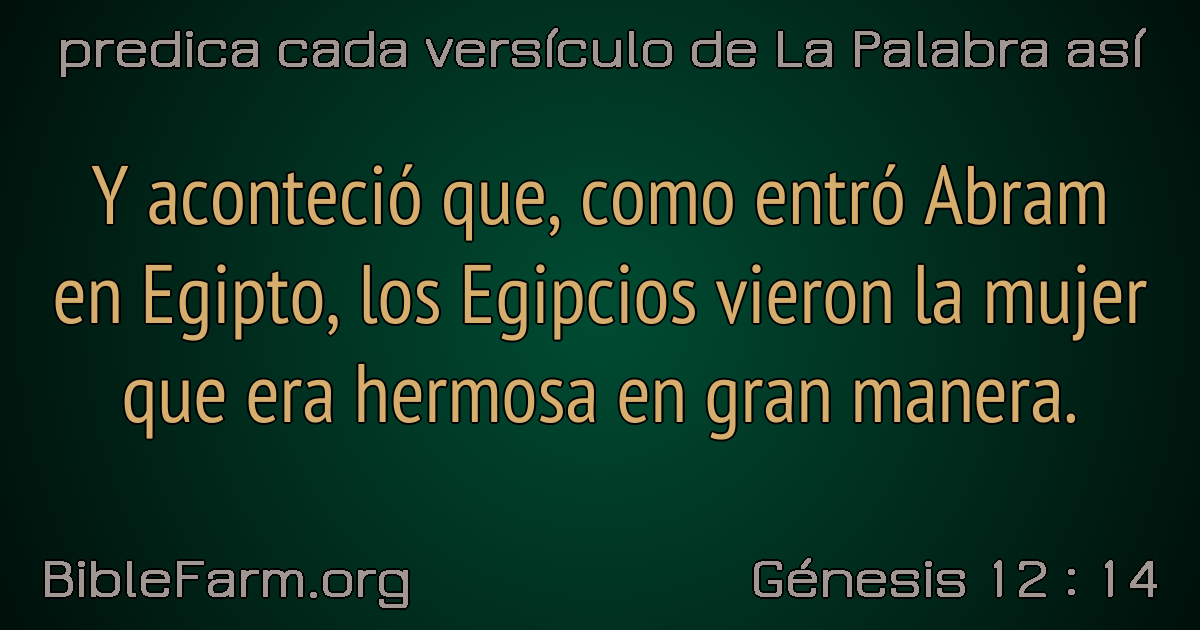 predica cada versículo de La Palabra así
Y aconteció que, como entró Abram
en Egipto, los Egipcios vieron la mujer
que era hermosa en gran manera.
BibleFarm.org
Génesis 12 : 14